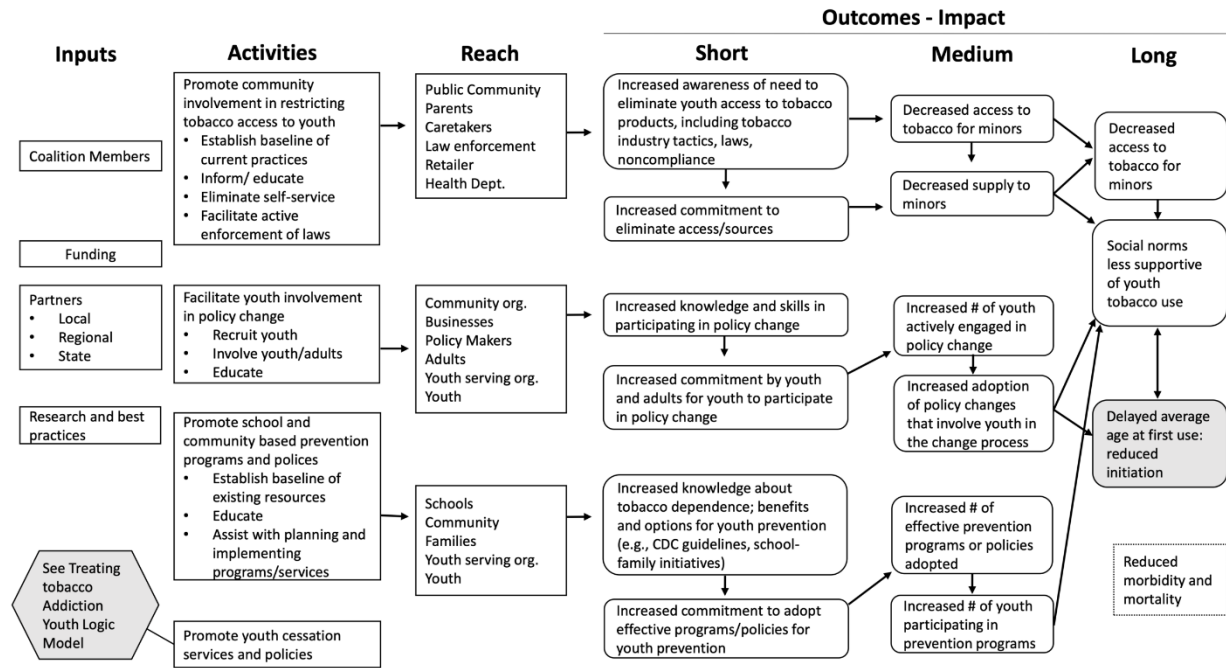 Outcomes - Impact
Inputs
Activities
Reach
Short
Medium
Long
Coalition Members
Funding
Partners
• Local
• Regional
• State
Research and best
practices
See Treating
tobacco
Addiction
Youth Logic
Model
Promote community
involvement in restricting
tobacco access to youth
• Establish baseline of
current practices
• Inform/ educate
• Eliminate self-service
• Facilitate active
enforcement of laws
Facilitate youth involvement
in policy change
• Recruit youth
• Involve youth/adults
• Educate
Promote school and
community based prevention
programs and polices
• Establish baseline of
existing resources
• Educate
• Assist with planning and
implementing
programs/services
Promote youth cessation
services and policies
Public Community
Parents
Caretakers
Law enforcement
Retailer
Health Dept.
Community org.
Businesses
Policy Makers
Adults
Youth serving org.
Youth
Schools
Community
Families
Youth serving org.
Youth
Increased awareness of need to
eliminate youth access to tobacco
products, including tobacco
industry tactics, laws,
noncompliance
Increased commitment to
eliminate access/sources
Increased knowledge and skills in
participating in policy change
Increased commitment by youth
and adults for youth to participate
in policy change
Increased knowledge about
tobacco dependence; benefits
and options for youth prevention
(e.g., CDC guidelines, school-
family initiatives)
Increased commitment to adopt
effective programs/policies for
youth prevention
Decreased access to
tobacco for minors
Decreased supply to
minors
Increased # of youth
actively engaged in
policy change
Increased adoption
of policy changes
that involve youth in
the change process
Increased # of
effective prevention
programs or policies
adopted
Increased # of youth
participating in
prevention programs
Decreased
access to
tobacco for
minors
Social norms
less supportive
of youth
tobacco use
Delayed average
age at first use:
reduced
initiation
Reduced
morbidity and
mortality